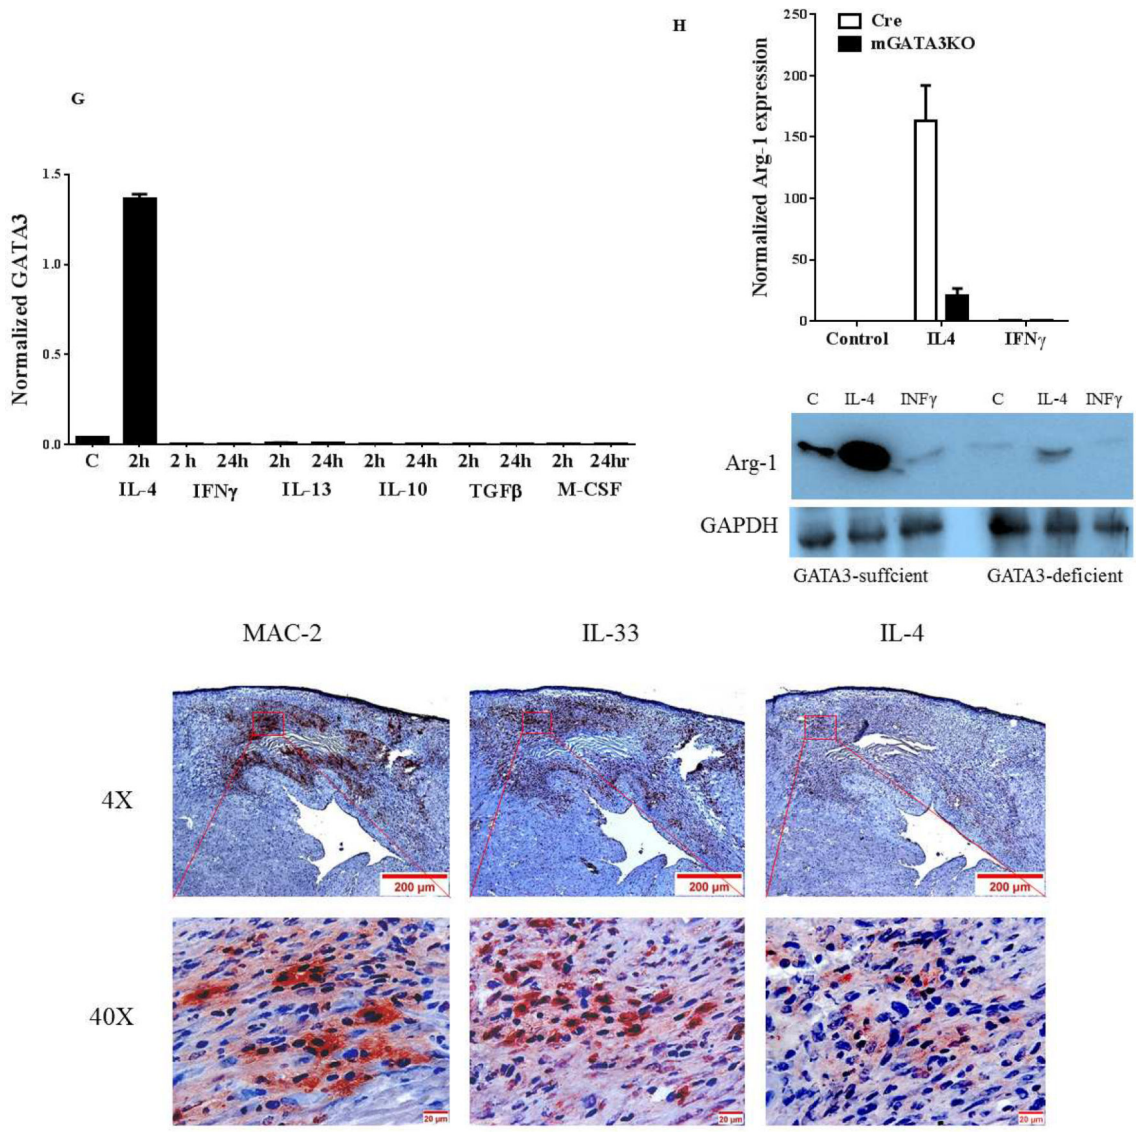 G
Normalized GATA3
1.5
1.0
0.5
0.0
C 2h 2 h 24h 2h 24h 2h 24h 2h 24h 2h 24hr
IL-4 IFNγ IL-13 IL-10 TGFβ M-CSF
H
Normalized Arg-1 expression
250
200
150
100
50
0
Cre
mGATA3KO
Control IL4 IFNγ
C IL-4 INFγ C IL-4 INFγ
Arg-1
GAPDH
GATA3-suffcient GATA3-deficient
MAC-2 IL-33 IL-4
4X
200 µm 200 µm 200 µm
40X
20 µm 20 µm 20 µm